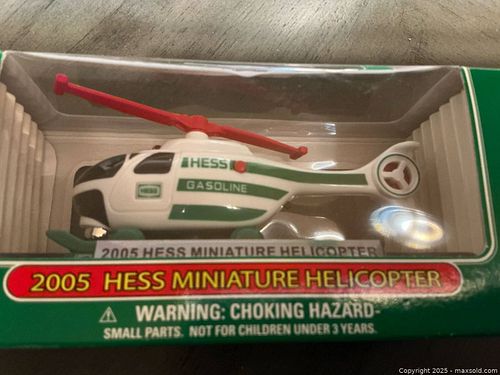 HESS
GASOLINE
HESS
2005 HESS MINIATURE HELICOPTER
2005 HESS MINIATURE HELICOPTER
⚠ WARNING: CHOKING HAZARD-
SMALL PARTS. NOT FOR CHILDREN UNDER 3 YEARS.
Copyright © 2025 - maxsold.com